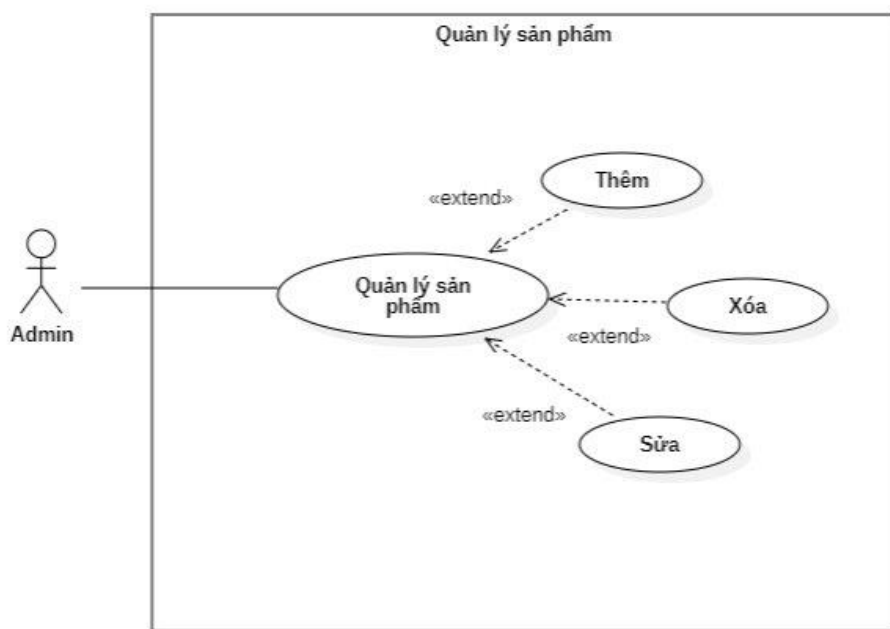 Quản lý sản phẩm
Thêm
«extend»
Quản lý sản
phẩm
Xóa
«extend»
Admin
«extend»
Sửa